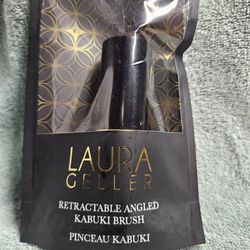 LAURA
GELLER
RETRACTABLE ANGLED
KABUKI BRUSH
PINCEAU KABUKI